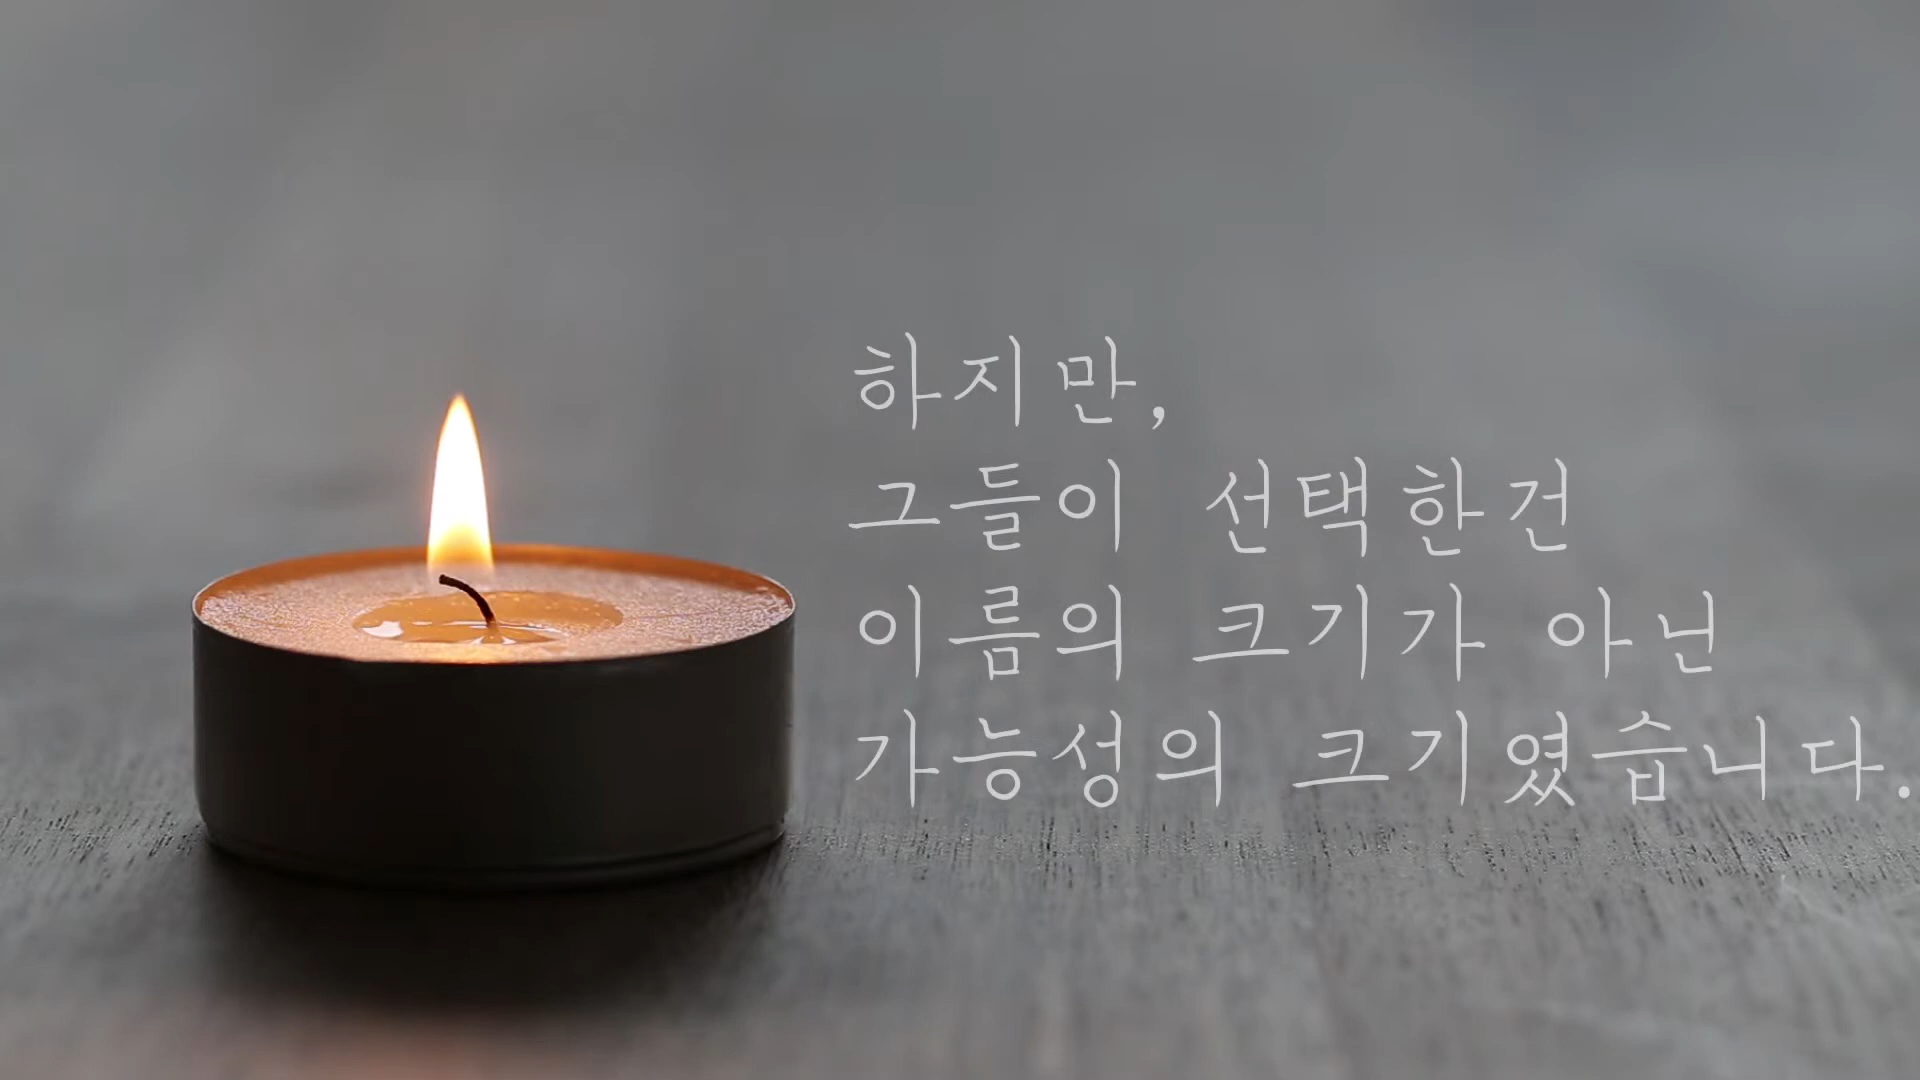 하지만,
그들이 선택한건
이름의 크기가 아닌
가능성의 크기였습니다.